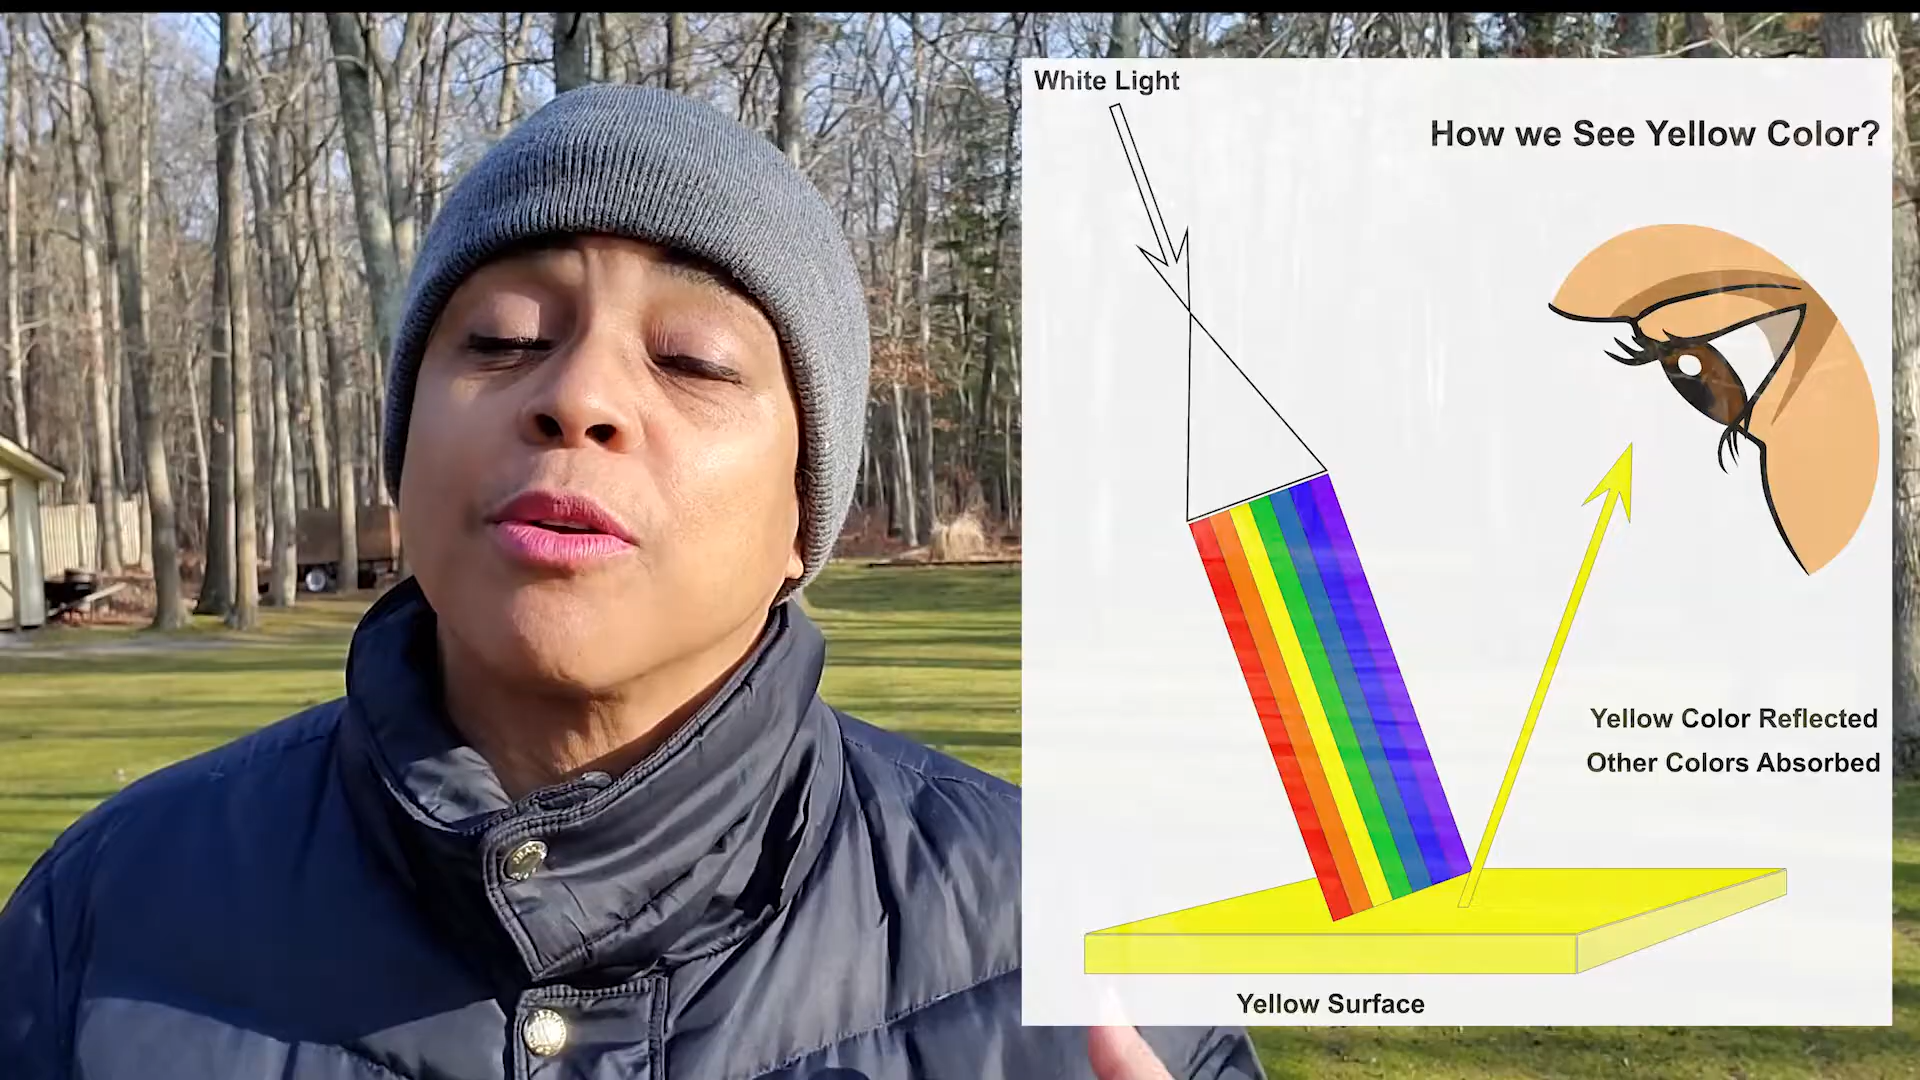 White Light
How we See Yellow Color?
Yellow Color Reflected
Other Colors Absorbed
Yellow Surface